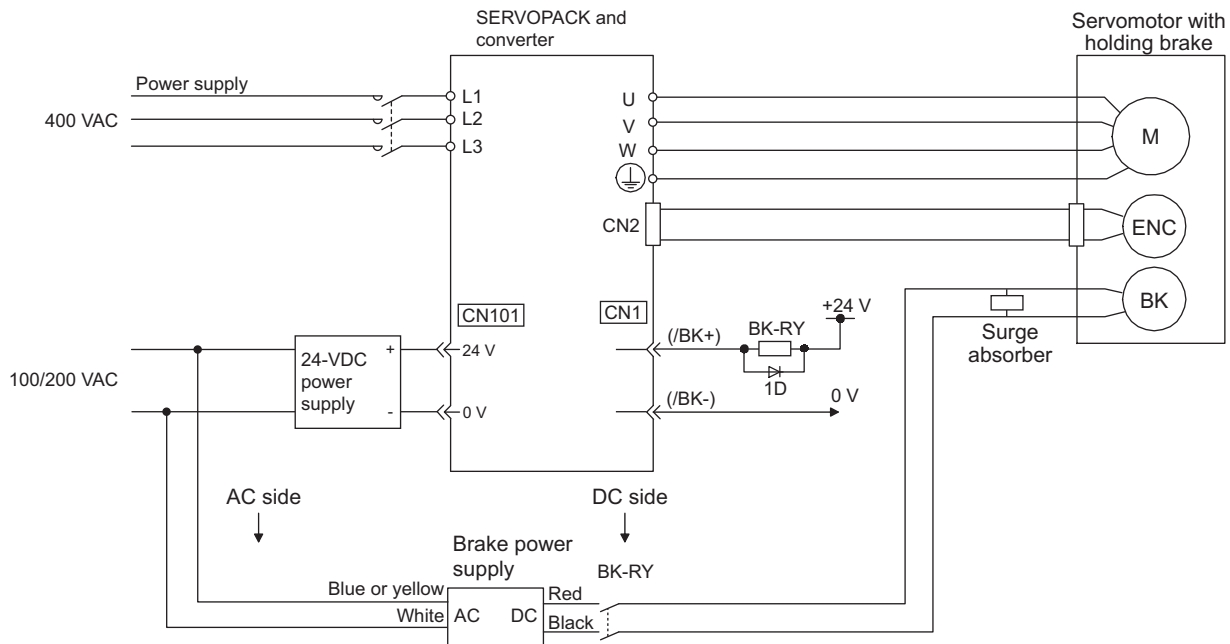 SERVOPACK and
converter
Servomotor with
holding brake
Power supply
400 VAC
L1
L2
L3
U
V
W
M
CN2
ENC
CN101
CN1
+24 V
BK
(/BK+)
BK-RY
Surge
absorber
1D
100/200 VAC
24-VDC
power
supply
+
-
24 V
0 V
(/BK-)
0 V
AC side
DC side
Brake power
supply
BK-RY
Blue or yellow
White
AC
DC
Red
Black